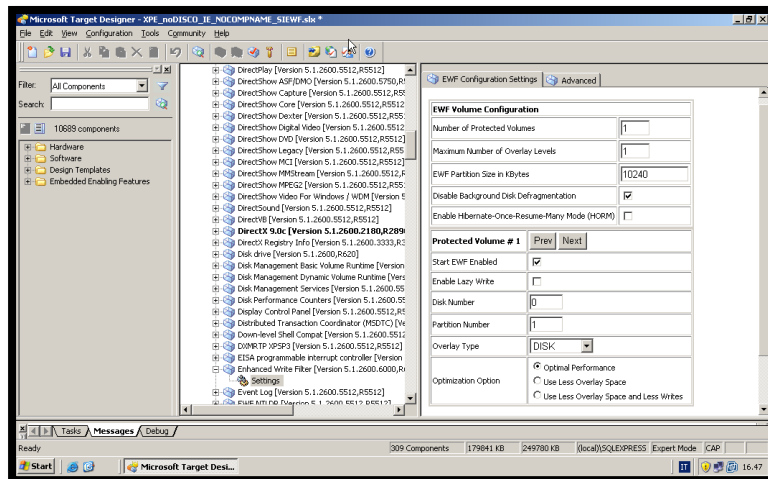 Microsoft Target Designer - XPE_noDISCO_IE_NOCOMPNAME_SIEWF.slx *
File Edit View Configuration Tools Community Help
Filter: All Components
Search:
10689 components
Hardware
Software
Design Templates
Embedded Enabling Features
DirectPlay [Version 5.1.2600.5512,R5512]
DirectShow ASF/DMO [Version 5.1.2600.5750,R5
DirectShow Capture [Version 5.1.2600.5512,R55
DirectShow Core [Version 5.1.2600.5512,R5512
DirectShow Dexter [Version 5.1.2600.5512,R55
DirectShow Digital Video [Version 5.1.2600.5512
DirectShow DVD [Version 5.1.2600.5512,R5512]
DirectShow Legacy [Version 5.1.2600.5512,R55
DirectShow MCI [Version 5.1.2600.5512,R5512]
DirectShow MMStream [Version 5.1.2600.5512,R
DirectShow MPEG2 [Version 5.1.2600.5512,R55
DirectShow Video For Windows / WDM [Version 5
DirectSound [Version 5.1.2600.5512,R5512]
DirectVB [Version 5.1.2600.5512,R5512]
DirectX 9.0c [Version 5.1.2600.2180,R289
DirectX Registry Info [Version 5.1.2600.3333,R3
Disk drive [Version 5.1.2600,R620]
Disk Management Basic Volume Runtime [Version
Disk Management Dynamic Volume Runtime [Vers
Disk Management Services [Version 5.1.2600.55
Disk Performance Counters [Version 5.1.2600.55
Display Control Panel [Version 5.1.2600.5512,R5
Distributed Transaction Coordinator (MSDTC) [Ve
Down-level Shell Compat [Version 5.1.2600.5512
DXMRTP XPSP3 [Version 5.1.2600.5512,R5512]
EISA programmable interrupt controller [Version
Enhanced Write Filter [Version 5.1.2600.6000,R
Settings
Event Log [Version 5.1.2600.5512,R5512]
EWF NTLDR [Version 5.1.2600.5512,R5512]
EWF Configuration Settings Advanced
EWF Volume Configuration
Number of Protected Volumes 1
Maximum Number of Overlay Levels 1
EWF Partition Size in KBytes 10240
Disable Background Disk Defragmentation
Enable Hibernate-Once-Resume-Many Mode (HORM)
Protected Volume # 1 Prev Next
Start EWF Enabled
Enable Lazy Write
Disk Number 0
Partition Number 1
Overlay Type DISK
Optimization Option
Optimal Performance
Use Less Overlay Space
Use Less Overlay Space and Less Writes
Tasks Messages Debug
Ready 309 Components 179841 KB 249780 KB (local)\SQLEXPRESS Expert Mode CAP
Start Microsoft Target Desi... IT 16.47